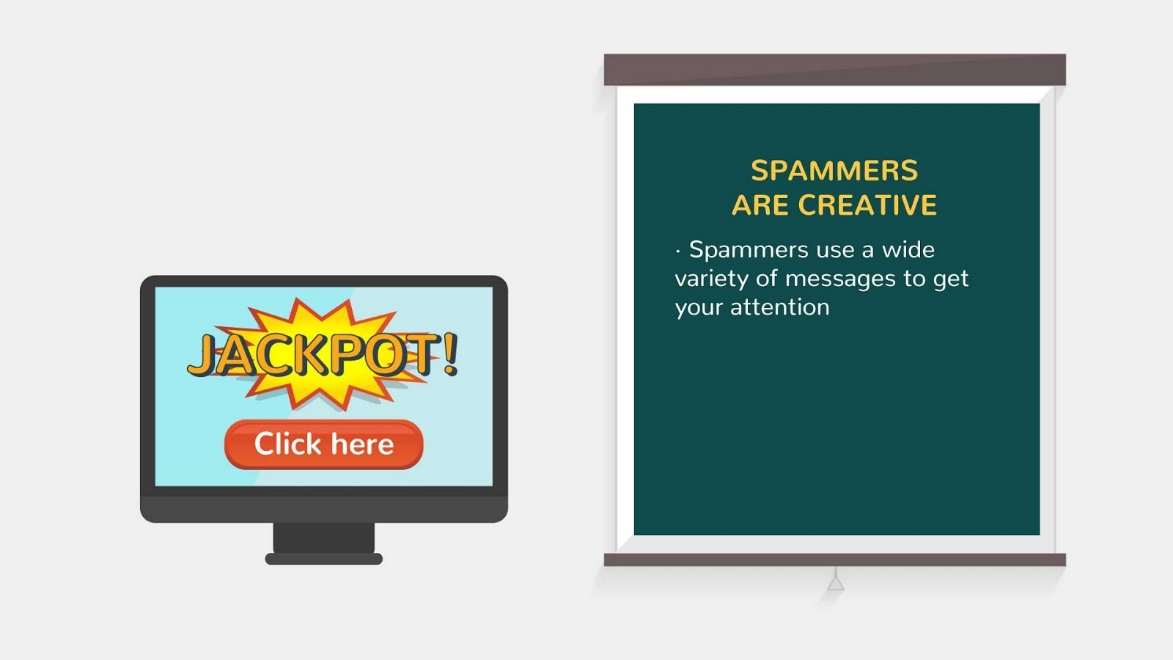 JACKPOT!
Click here
SPAMMERS
ARE CREATIVE
· Spammers use a wide
variety of messages to get
your attention